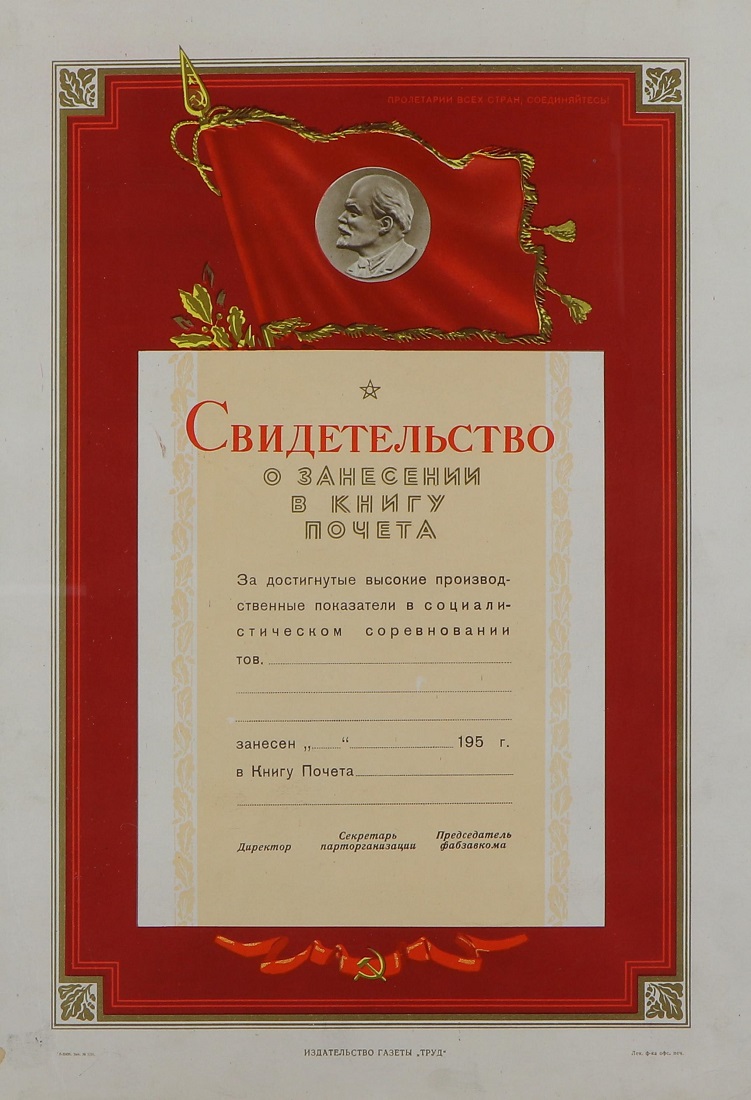 ПРОЛЕТАРИИ ВСЕХ СТРАН, СОЕДИНЯЙТЕСЬ!
СВИДЕТЕЛЬСТВО
О ЗАНЕСЕНИИ
В КНИГУ
ПОЧЕТА
За достигнутые высокие производ-
ственные показатели в социали-
стическом соревновании
тов.
занесен „ “ 195 г.
в Книгу Почета
Директор Секретарь парторганизации Председатель фабзавкома
ИЗДАТЕЛЬСТВО ГАЗЕТЫ „ТРУД“